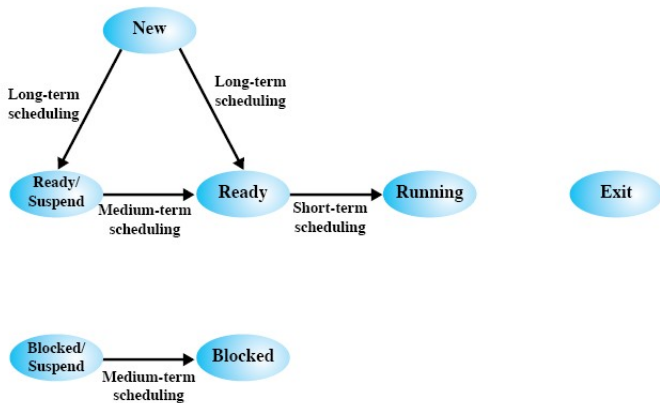 New
Long-term
scheduling
Long-term
scheduling
Ready/
Suspend
Medium-term
scheduling
Ready
Short-term
scheduling
Running
Exit
Blocked/
Suspend
Medium-term
scheduling
Blocked